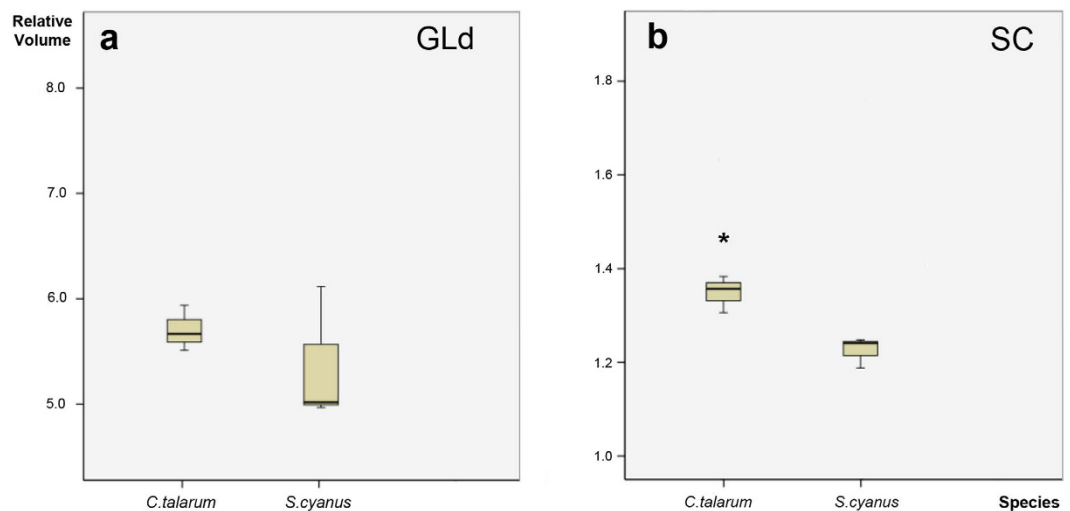 Relative
Volume
a
GLd
8.0
7.0
6.0
5.0
C.talarum
S.cyanus
b
SC
1.8
1.6
*
1.4
1.2
1.0
C.talarum
S.cyanus
Species